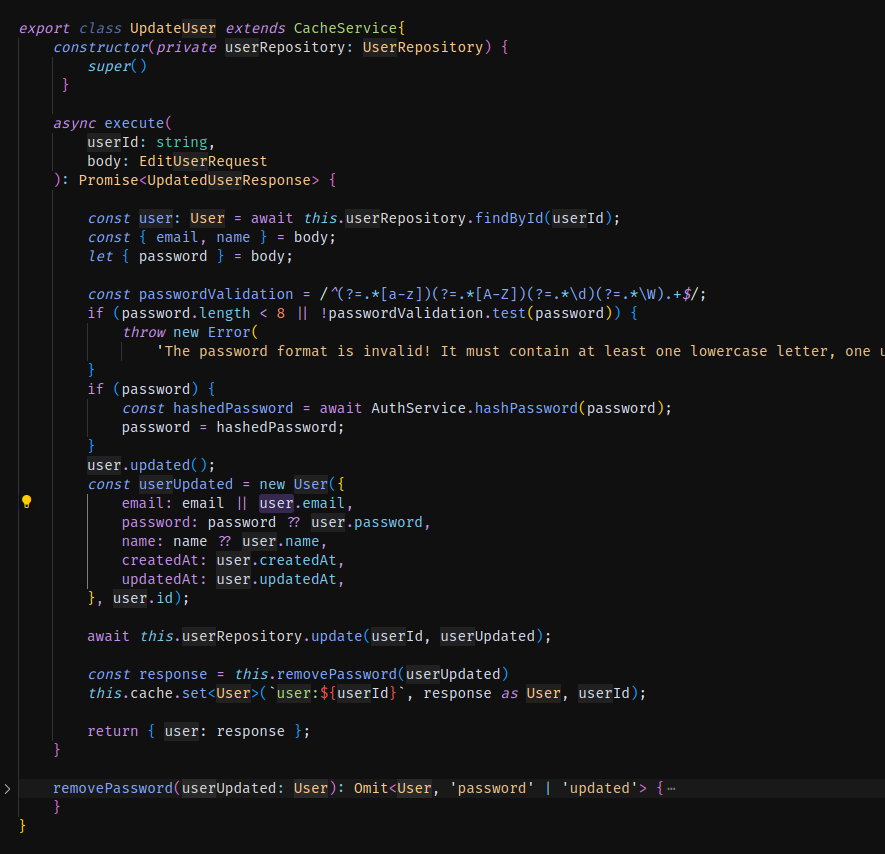 export class UpdateUser extends CacheService{
    constructor(private userRepository: UserRepository) {
        super()
     }

    async execute(
        userId: string,
        body: EditUserRequest
    ): Promise<UpdatedUserResponse> {

        const user: User = await this.userRepository.findById(userId);
        const { email, name } = body;
        let { password } = body;

        const passwordValidation = /^(?=.*[a-z])(?=.*[A-Z])(?=.*\d)(?=.*\W).+$/;
        if (password.length < 8 || !passwordValidation.test(password)) {
            throw new Error(
                'The password format is invalid! It must contain at least one lowercase letter, one u
        }
        if (password) {
            const hashedPassword = await AuthService.hashPassword(password);
            password = hashedPassword;
        }
        user.updated();
        const userUpdated = new User({
            email: email || user.email,
            password: password ?? user.password,
            name: name ?? user.name,
            createdAt: user.createdAt,
            updatedAt: user.updatedAt,
        }, user.id);

        await this.userRepository.update(userId, userUpdated);

        const response = this.removePassword(userUpdated)
        this.cache.set<User>(`user:${userId}`, response as User, userId);

        return { user: response };
    }

    removePassword(userUpdated: User): Omit<User, 'password' | 'updated'> {⋯
    }
}